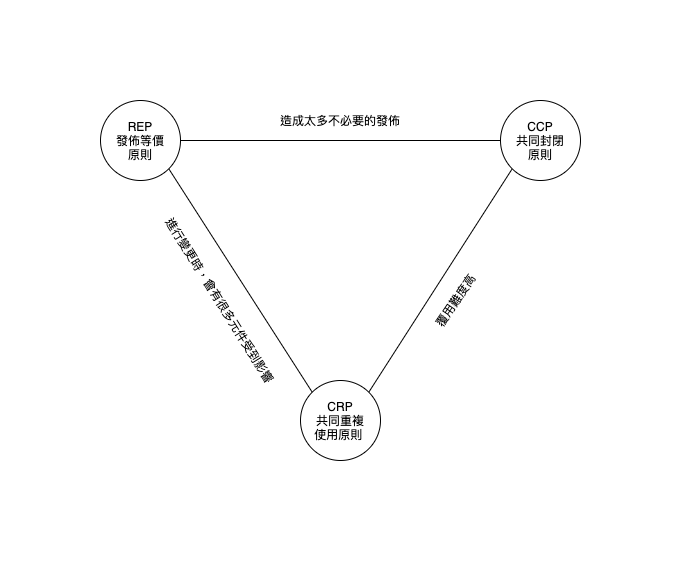 造成太多不必要的發佈
REP
發佈等價
原則
CCP
共同封閉
原則
進行變更時，會有很多元件受到影響
覆用難度高
CRP
共同重複
使用原則